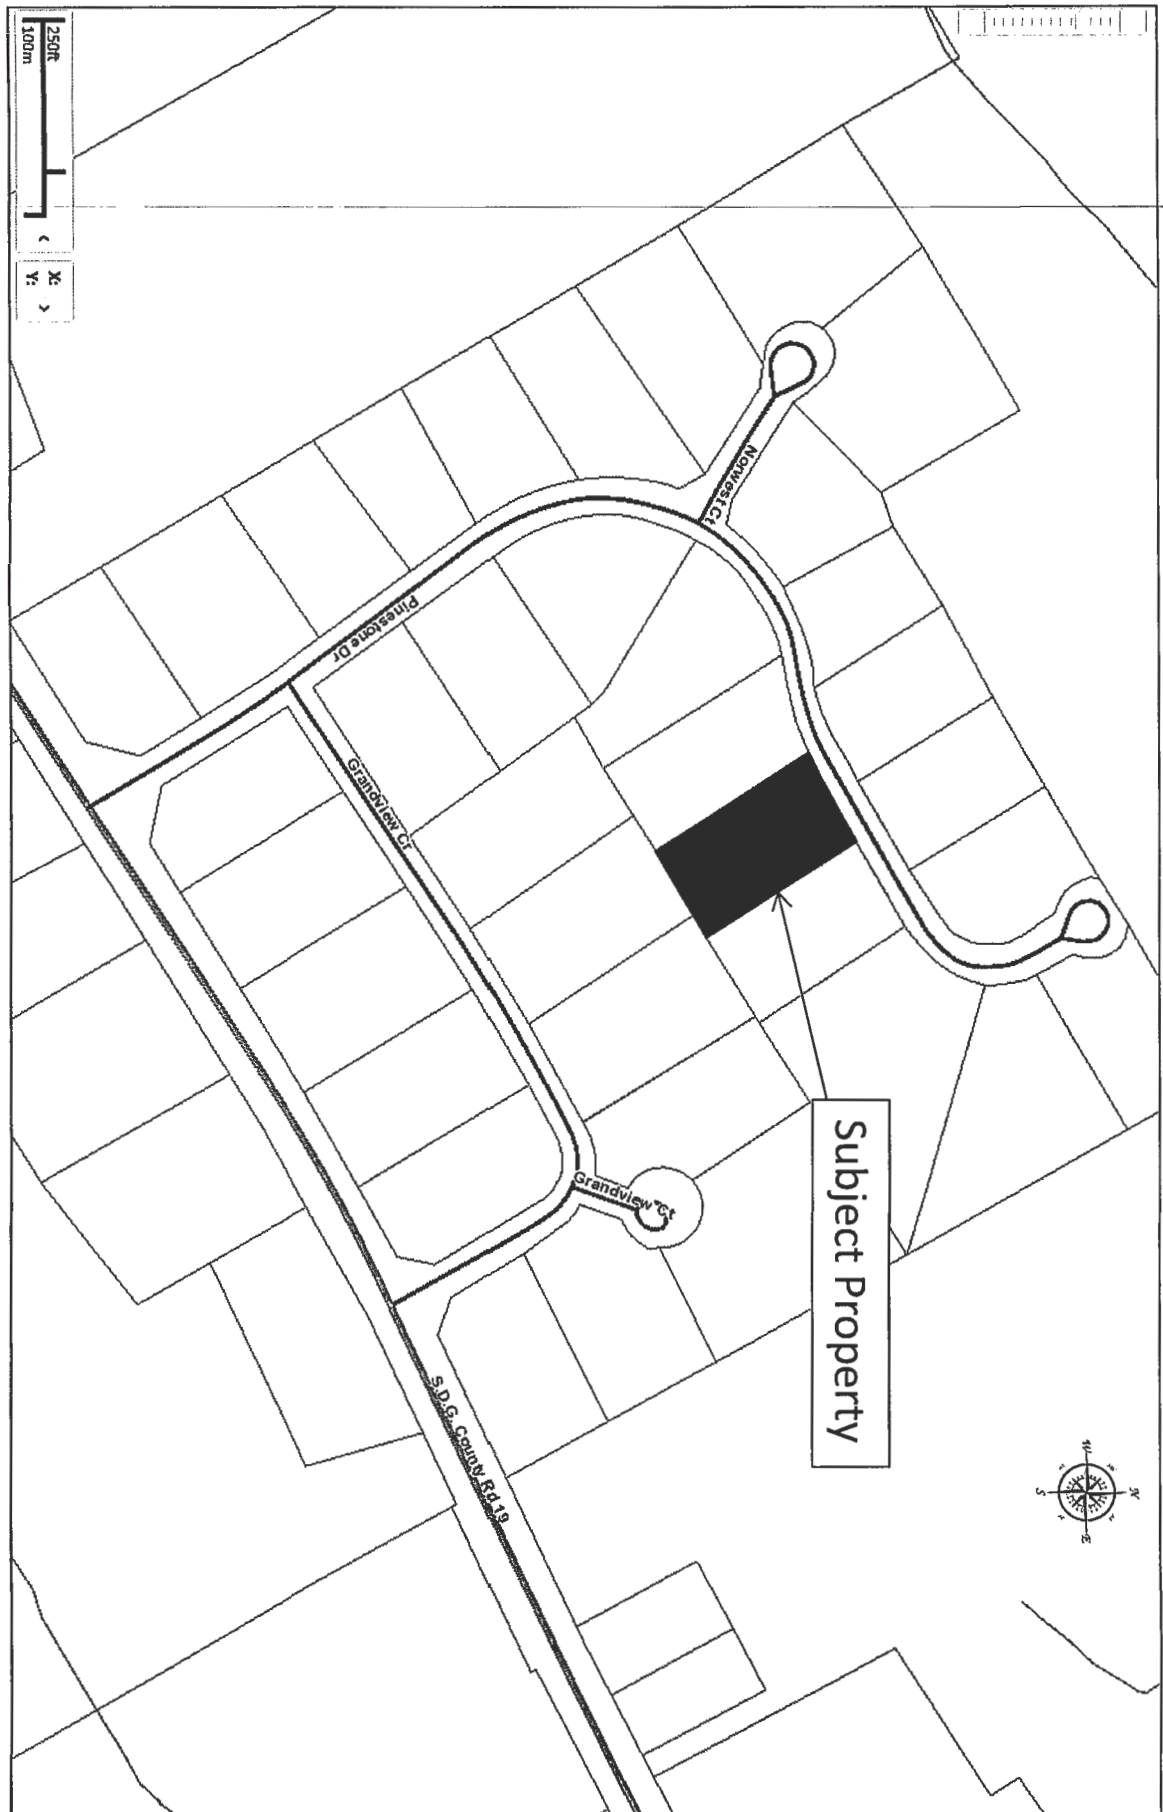 250ft
100m
‹
X:
Y:
›
Norwest Ct
Pinestone Dr
Grandview Cr
Grandview Ct
S.D.G. County Rd 19
Subject Property
N
W
E
S